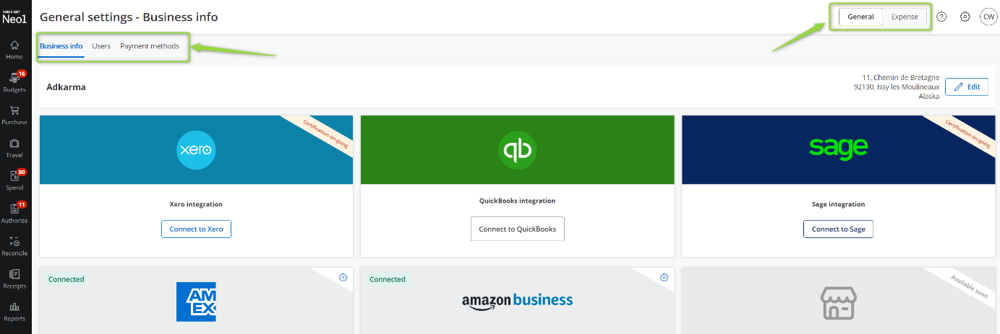 AMEX GBT
Neo1
General settings - Business info
General
Expense
?
CW
Business info
Users
Payment methods
Home
16
Budgets
Purchase
Travel
80
Spend
11
Authorize
Reconcile
Receipts
Reports
Adkarma
11, Chemin de Bretagne
92130, Issy les Moulineaux
Alaska
Edit
Certification on-going
xero
Xero integration
Connect to Xero
qb
QuickBooks integration
Connect to QuickBooks
Certification on-going
sage
Sage integration
Connect to Sage
Connected
AM
EX
Connected
amazon business
Available soon